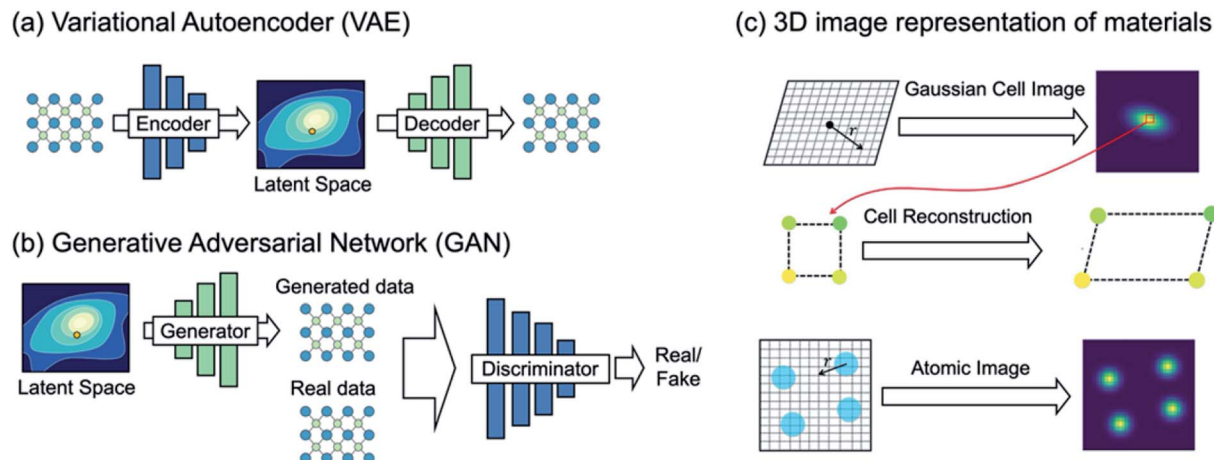 (a) Variational Autoencoder (VAE)
Encoder
Latent Space
Decoder
(b) Generative Adversarial Network (GAN)
Latent Space
Generator
Generated data
Real data
Discriminator
Real/
Fake
(c) 3D image representation of materials
r
Gaussian Cell Image
Cell Reconstruction
r
Atomic Image